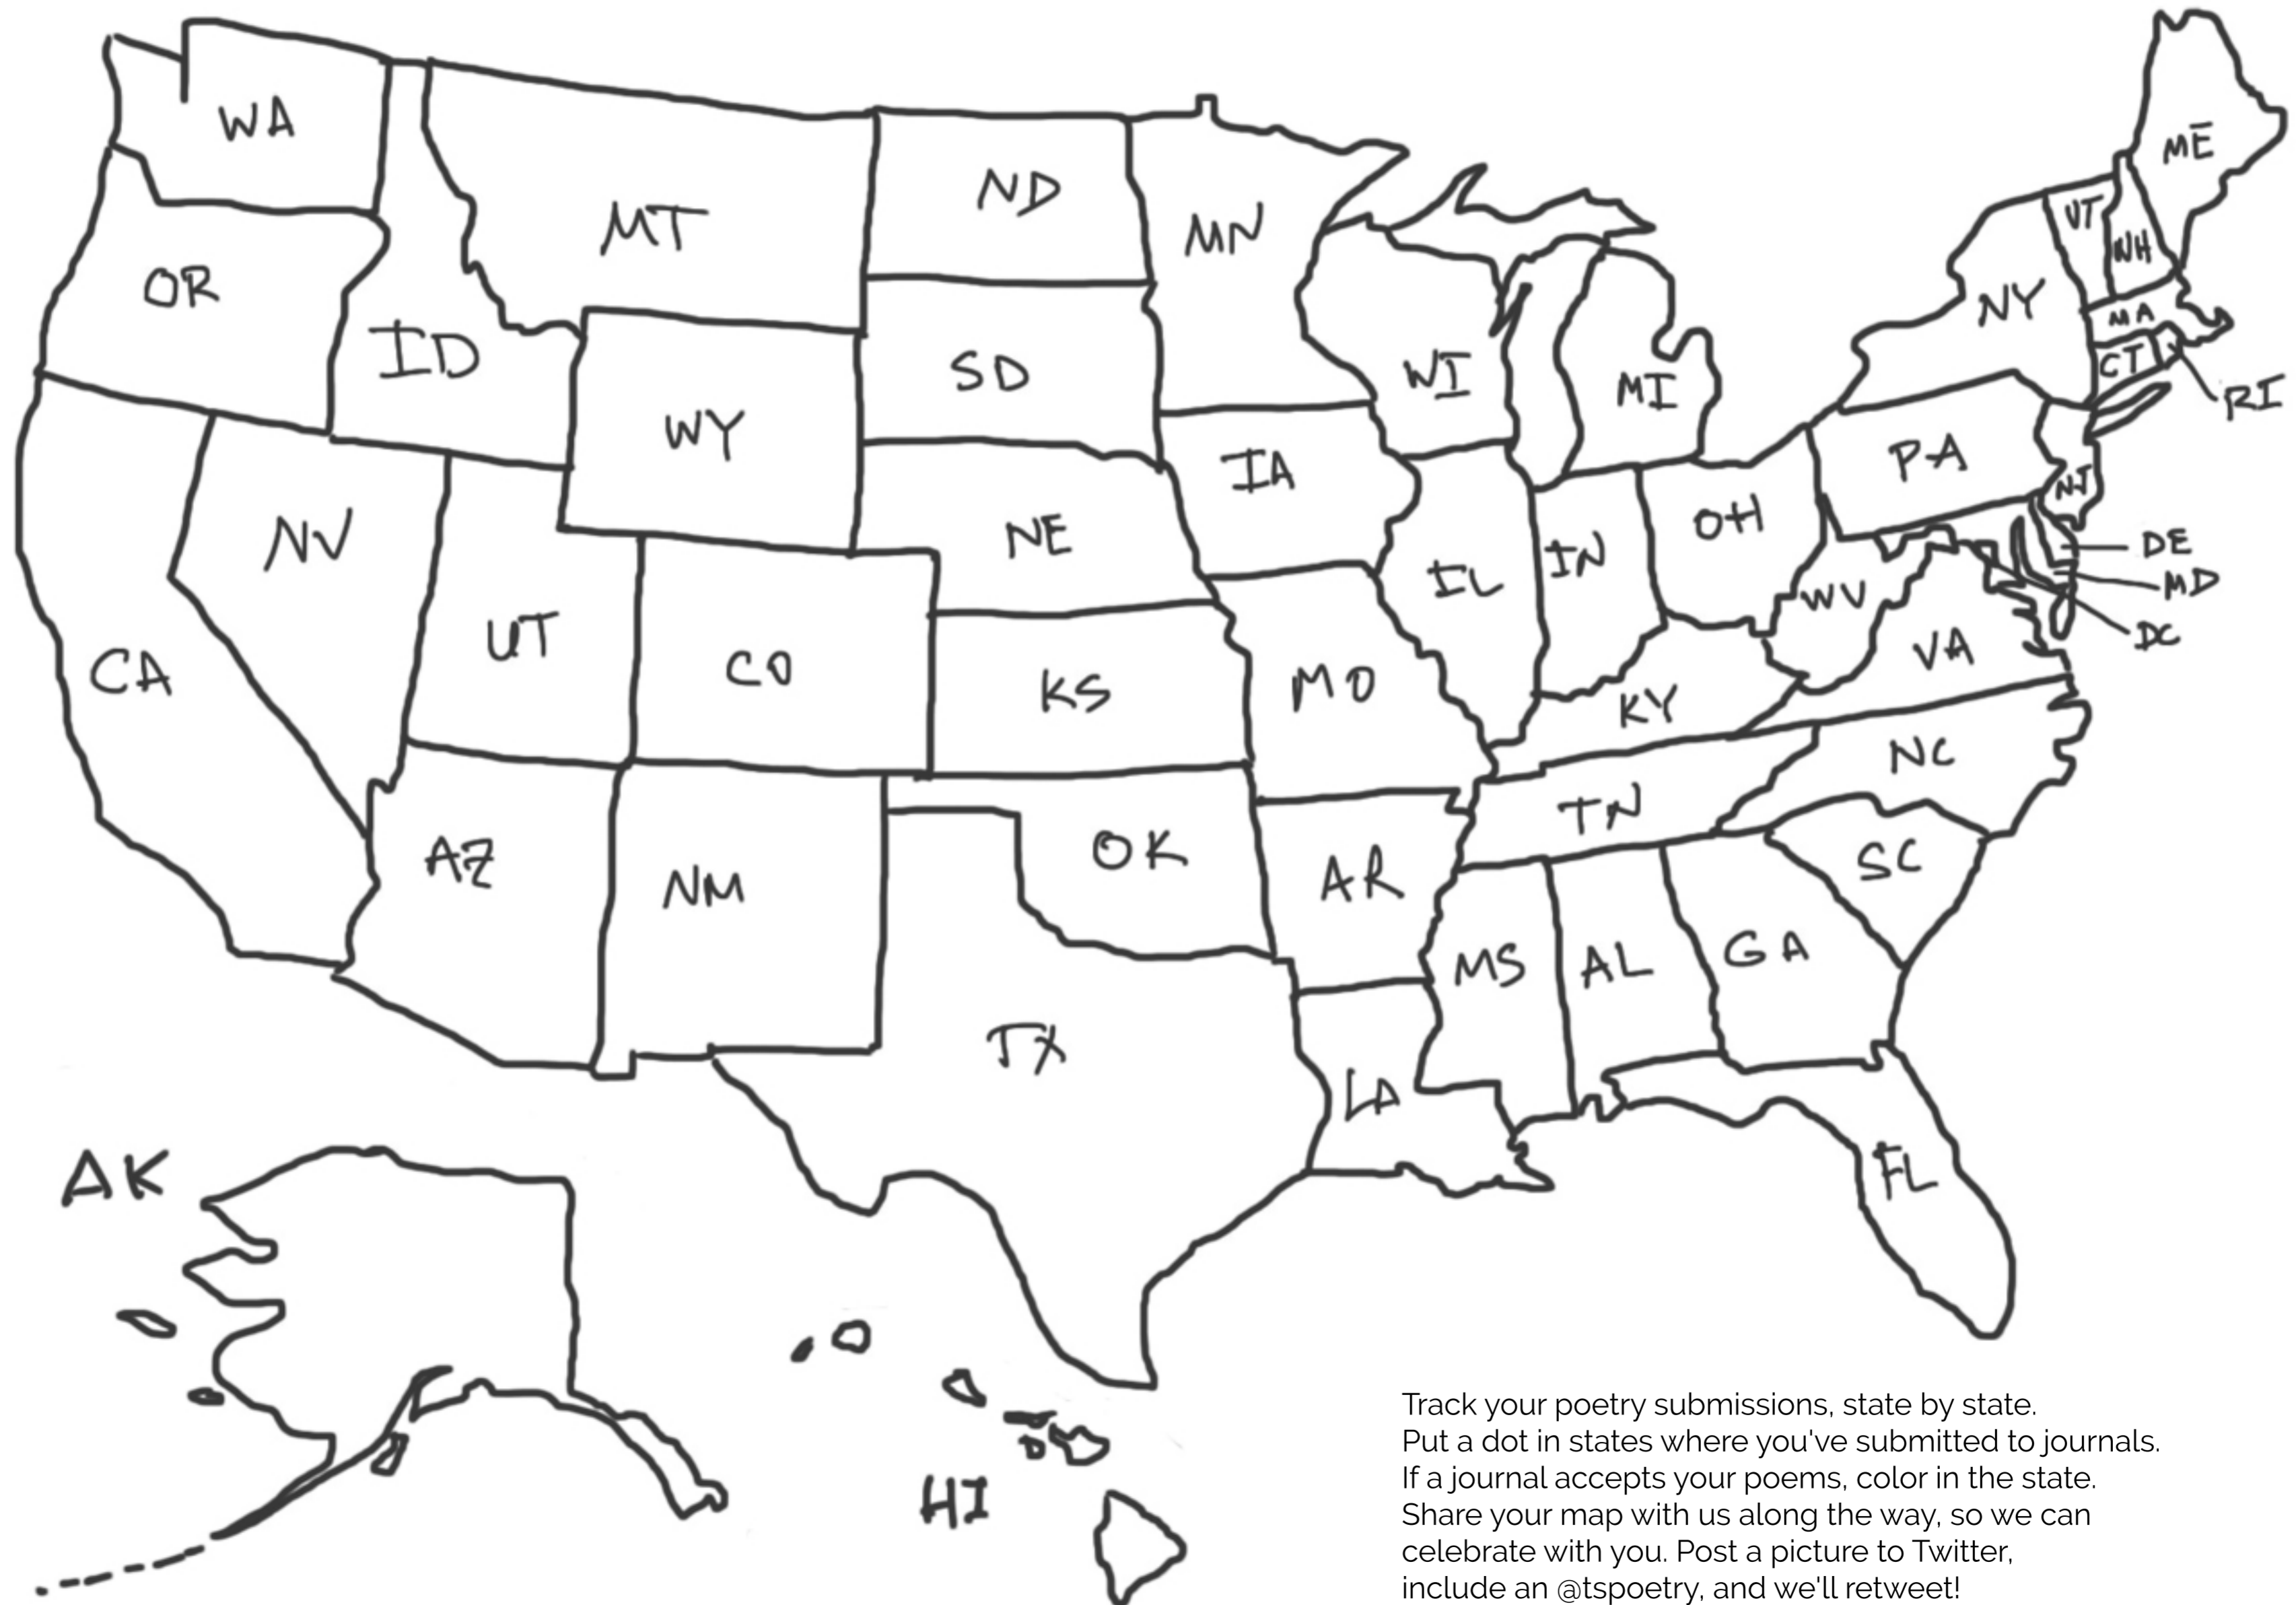 WA
MT
ND
MN
ME
VT
NH
OR
ID
NY
MA
SD
WI
MI
CT
RI
WY
IA
PA
NJ
NV
NE
OH
DE
IN
IL
MD
WV
DC
UT
VA
CA
CO
KS
MO
KY
NC
TN
AZ
OK
SC
NM
AR
GA
MS
AL
TX
LA
AK
FL
HI
Track your poetry submissions, state by state.
Put a dot in states where you've submitted to journals.
If a journal accepts your poems, color in the state.
Share your map with us along the way, so we can
celebrate with you. Post a picture to Twitter,
include an @tspoetry, and we'll retweet!